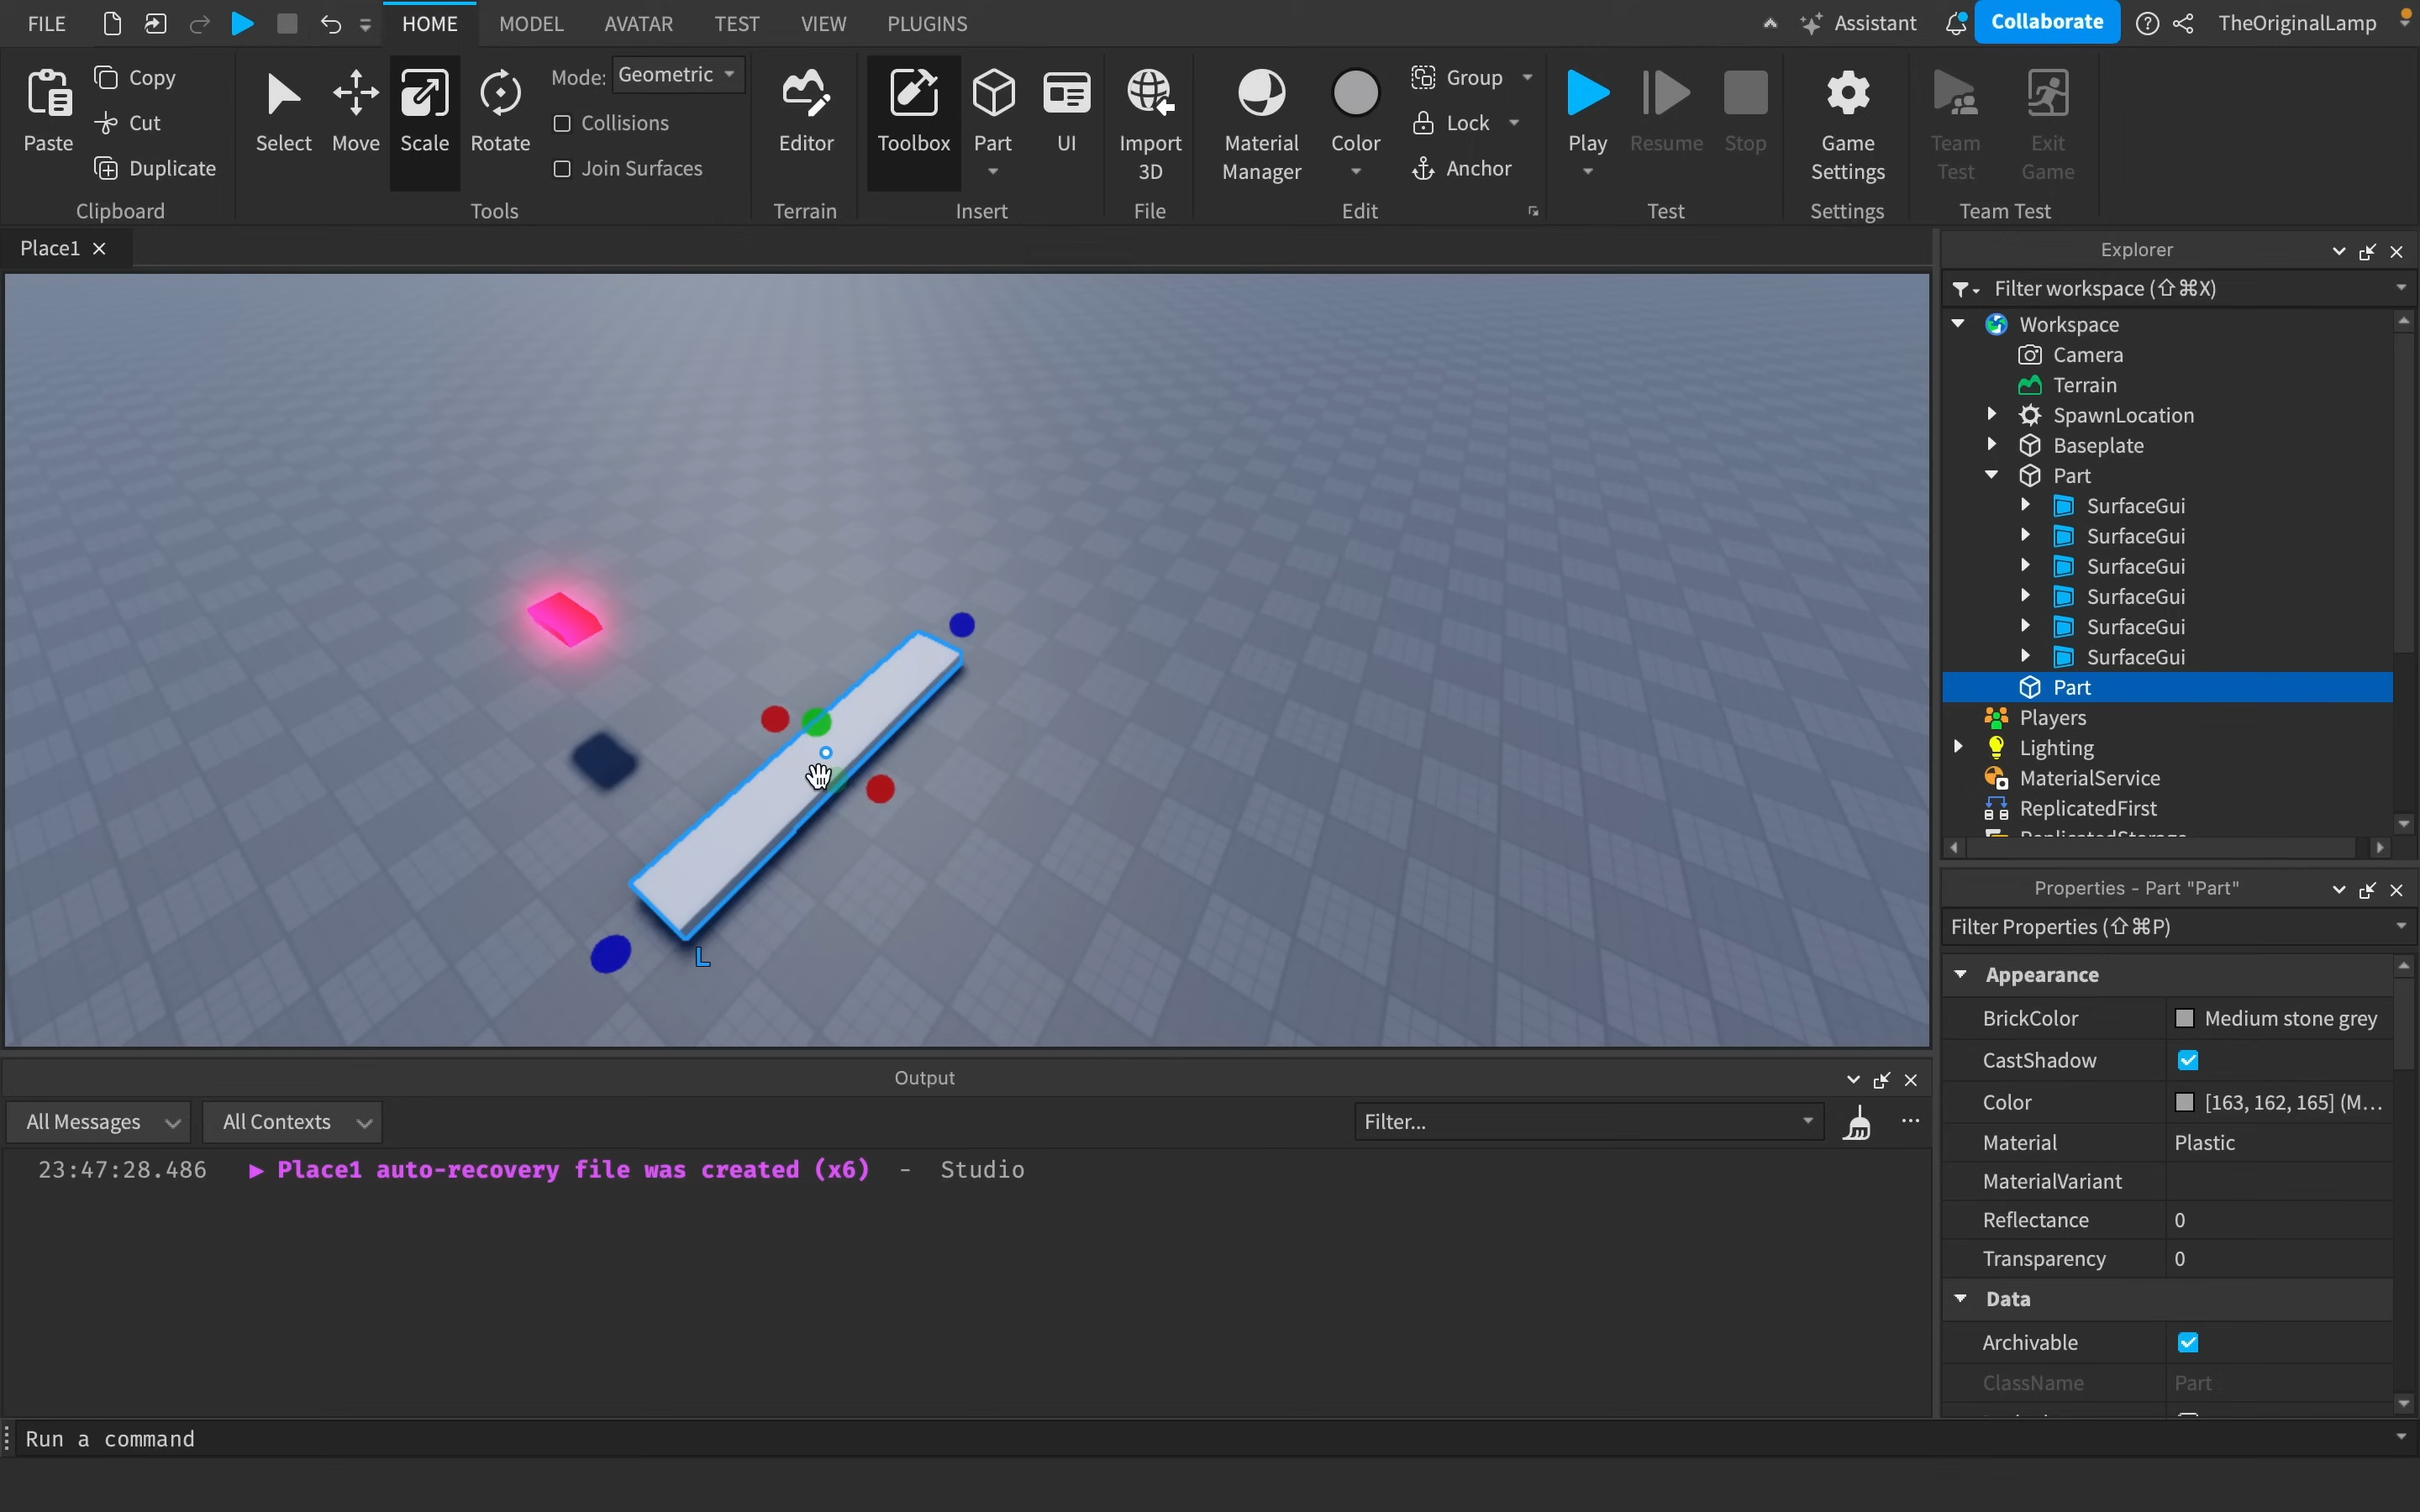 FILE HOME MODEL AVATAR TEST VIEW PLUGINS Assistant Collaborate TheOriginalLamp
Paste
Copy
Cut
Duplicate
Clipboard
Select Move Scale Rotate
Mode: Geometric
Collisions
Join Surfaces
Tools
Editor
Terrain
Toolbox Part UI
Insert
Import
3D
File
Material
Manager
Color
Group
Lock
Anchor
Edit
Play Resume Stop
Test
Game
Settings
Settings
Team
Test
Exit
Game
Team Test
Place1
L
Explorer
Filter workspace (⇧⌘X)
Workspace
Camera
Terrain
SpawnLocation
Baseplate
Part
SurfaceGui
SurfaceGui
SurfaceGui
SurfaceGui
SurfaceGui
SurfaceGui
Part
Players
Lighting
MaterialService
ReplicatedFirst
Properties - Part "Part"
Filter Properties (⇧⌘P)
Appearance
BrickColor Medium stone grey
CastShadow
Color [163, 162, 165] (M...
Material Plastic
MaterialVariant
Reflectance 0
Transparency 0
Data
Archivable
ClassName Part
Output
All Messages All Contexts Filter... ...
23:47:28.486 ▶ Place1 auto-recovery file was created (x6) - Studio
Run a command